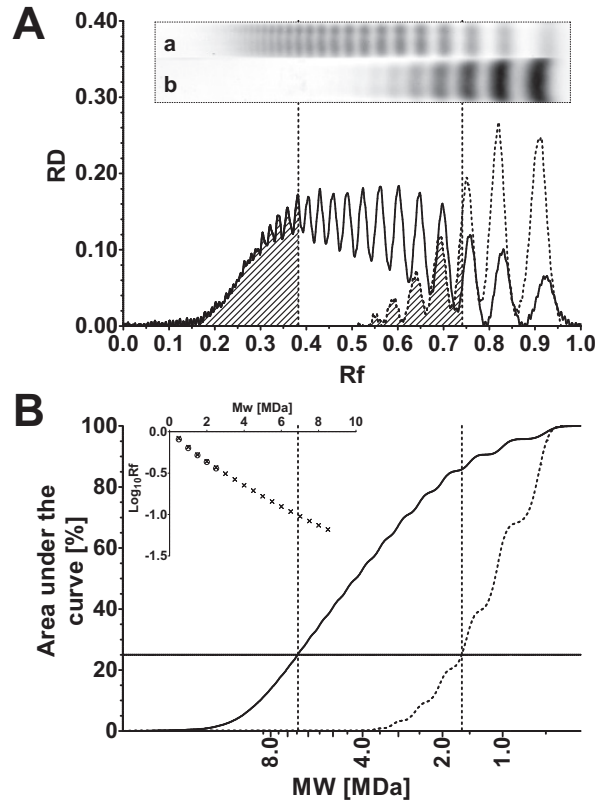 A
0.40
0.30
0.20
0.10
0.00
RD
a
b
0.0 0.1 0.2 0.3 0.4 0.5 0.6 0.7 0.8 0.9 1.0
Rf
B
100
80
60
40
20
0
Area under the
curve [%]
Mw [MDa]
0 2 4 6 8 10
0.0
-0.5
-1.0
-1.5
Log10Rf
8.0 4.0 2.0 1.0
MW [MDa]